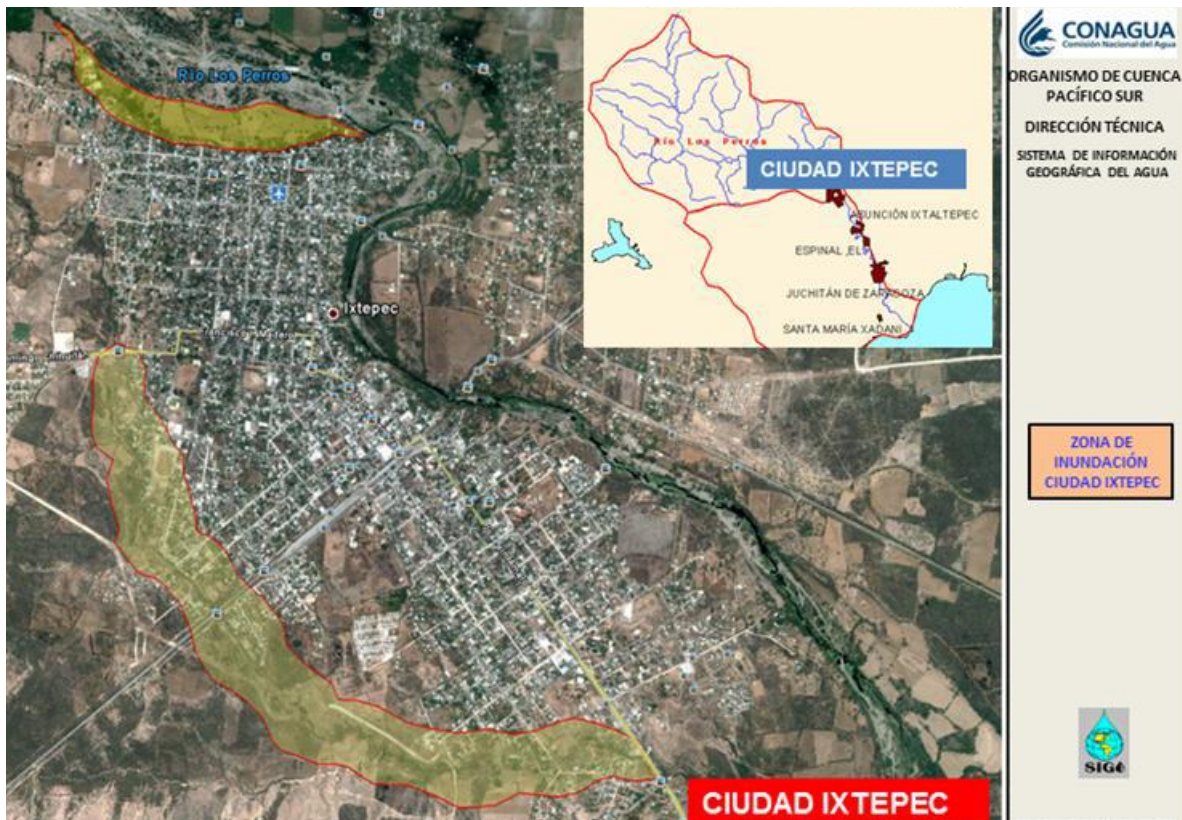 Río Los Perros
Ixtepec
Río Los Perros
CIUDAD IXTEPEC
ASUNCIÓN IXTALTEPEC
ESPINAL ,EL
JUCHITÁN DE ZARAGOZA
SANTA MARÍA XADANI
CIUDAD IXTEPEC
CONAGUA
Comisión Nacional del Agua
ORGANISMO DE CUENCA
PACÍFICO SUR
DIRECCIÓN TÉCNICA
SISTEMA DE INFORMACIÓN
GEOGRÁFICA DEL AGUA
ZONA DE
INUNDACIÓN
CIUDAD IXTEPEC
SIGA